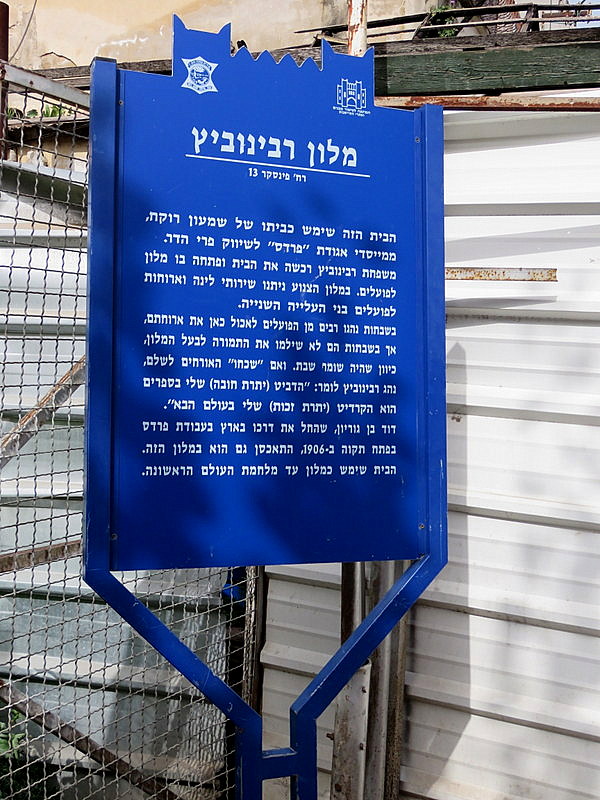 מלון רבינוביץ
רח' פינסקר 13
הבית הזה שימש כביתו של שמעון רוקח,
ממייסדי אגודת "פרדס" לשיווק פרי הדר.
משפחת רבינוביץ רכשה את הבית ופתחה בו מלון
לפועלים. במלון הצנוע ניתנו שירותי לינה וארוחות
לפועלים בני העלייה השנייה.
בשבתות נהגו רבים מן הפועלים לאכול כאן את ארוחתם,
אך בשבתות הם לא שילמו את התמורה לבעל המלון,
כיוון שהיה שומר שבת. ואם "שכחו" האורחים לשלם,
נהג רבינוביץ לומר: "הדביט (יתרת חובה) שלי בספרים
הוא הקרדיט (יתרת זכות) שלי בעולם הבא".
דוד בן גוריון, שהחל את דרכו בארץ בעבודת פרדס
בפתח תקוה ב-1906, התאכסן גם הוא במלון הזה.
הבית שימש כמלון עד מלחמת העולם הראשונה.